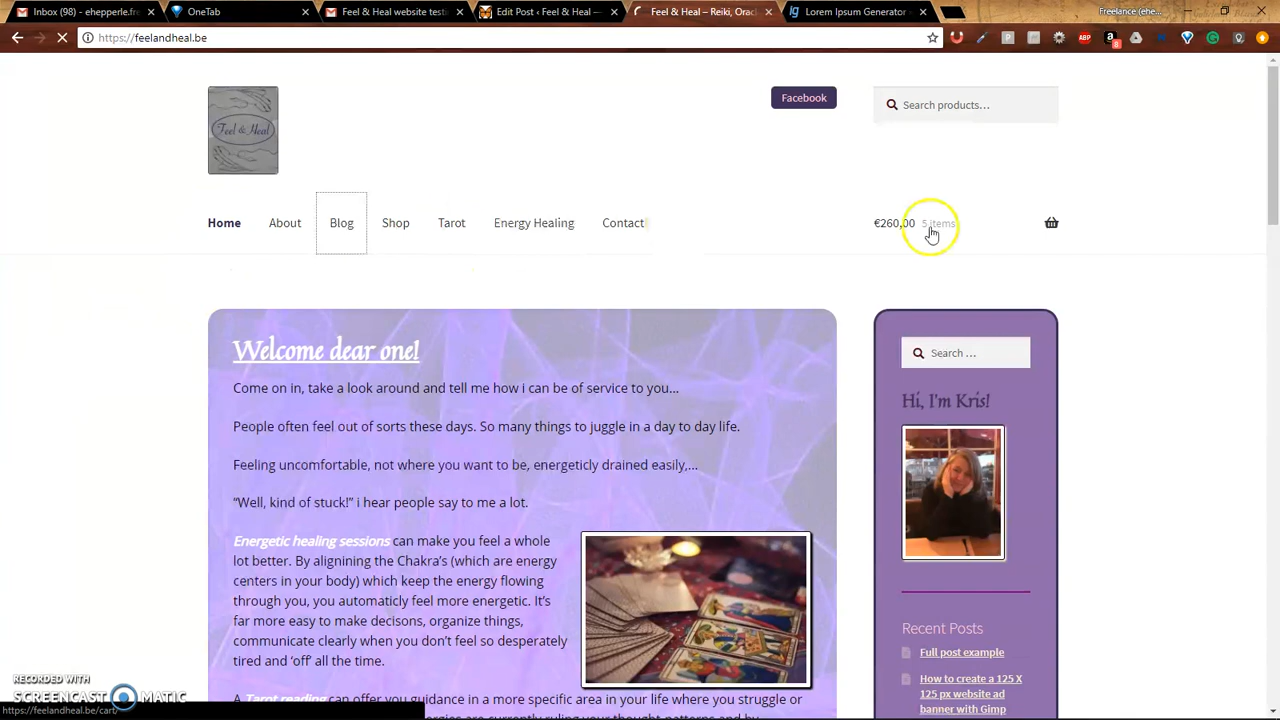 Inbox (9) - ehepperle.fr
OneTab
Feel & Heal website test
Edit Post ‹ Feel & Heal —
Feel & Heal – Reiki, Orac
Lorem Ipsum Generator
Freelance (ehe...
https://feelandheal.be
ABP
8
Feel & Heal
Facebook
Search products…
Home
About
Blog
Shop
Tarot
Energy Healing
Contact
€260,00 5 items
Welcome dear one!
Come on in, take a look around and tell me how i can be of service to you…
People often feel out of sorts these days. So many things to juggle in a day to day life.
Feeling uncomfortable, not where you want to be, energeticly drained easily,…
“Well, kind of stuck!” i hear people say to me a lot.
Energetic healing sessions can make you feel a whole
lot better. By alignining the Chakra’s (which are energy
centers in your body) which keep the energy flowing
through you, you automaticly feel more energetic. It’s
far more easy to make decisons, organize things,
communicate clearly when you don’t feel so desperately
tired and ‘off’ all the time.
A Tarot reading can offer you guidance in a more specific area in your life where you struggle or
Search …
Hi, I'm Kris!
Recent Posts
Full post example
How to create a 125 X
125 px website ad
banner with Gimp
RECORDED WITH
SCREENCAST MATIC
https://feelandheal.be/cart/